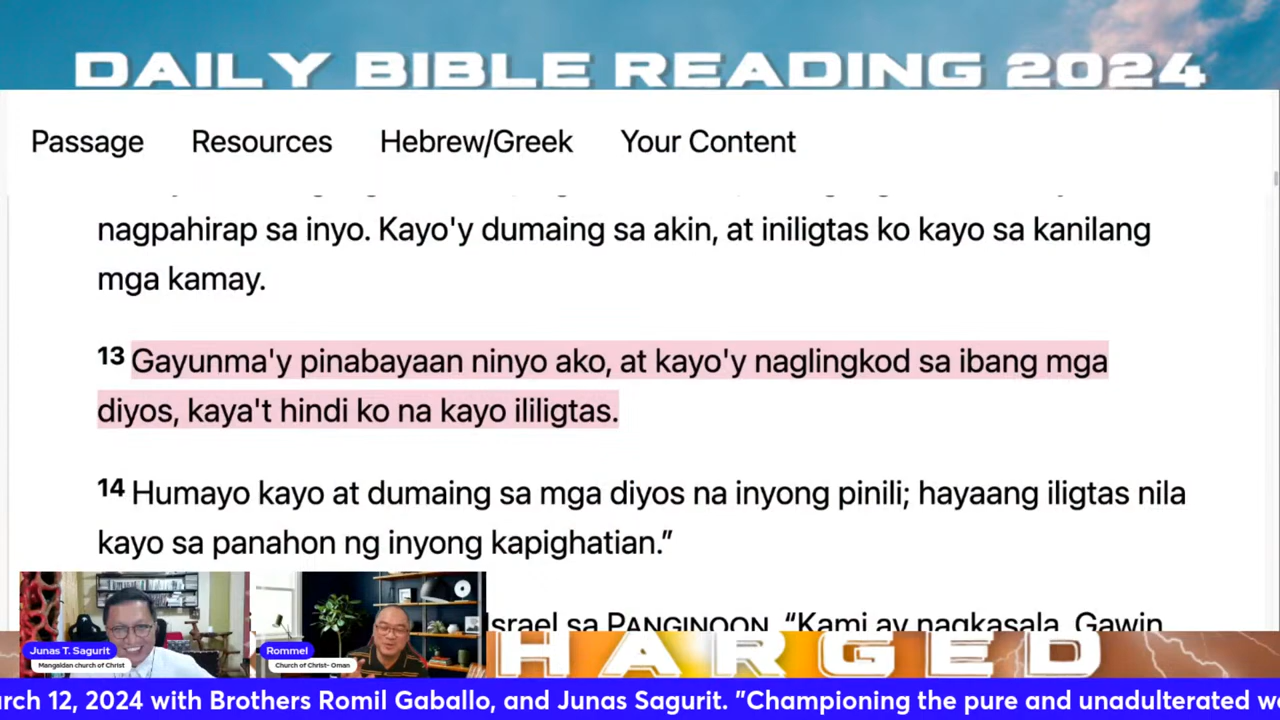 DAILY BIBLE READING 2024
Passage Resources Hebrew/Greek Your Content
nagpahirap sa inyo. Kayo'y dumaing sa akin, at iniligtas ko kayo sa kanilang
mga kamay.
13 Gayunma'y pinabayaan ninyo ako, at kayo'y naglingkod sa ibang mga
diyos, kaya't hindi ko na kayo ililigtas.
14 Humayo kayo at dumaing sa mga diyos na inyong pinili; hayaang iligtas nila
kayo sa panahon ng inyong kapighatian.”
Israel sa PANGINOON, “Kami ay nagkasala. Gawin
Junas T. Sagurit
Mangaldan church of Christ
Rommel
Church of Christ- Oman
HARGED
arch 12, 2024 with Brothers Romil Gaballo, and Junas Sagurit. "Championing the pure and unadulterated